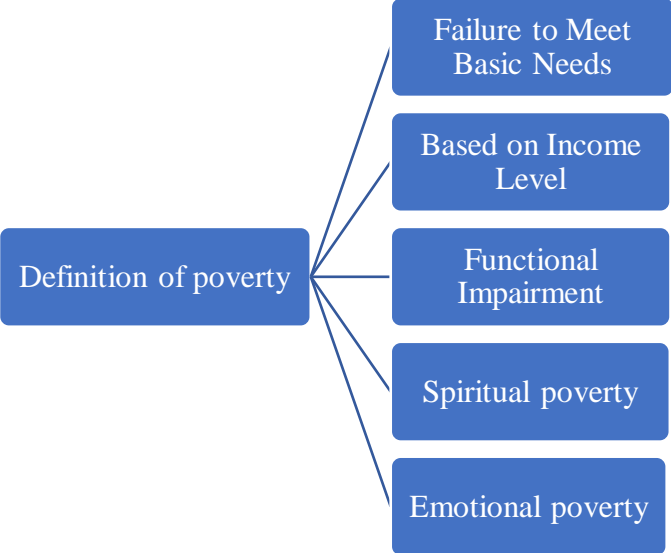 Failure to Meet
Basic Needs
Based on Income
Level
Definition of poverty
Functional
Impairment
Spiritual poverty
Emotional poverty